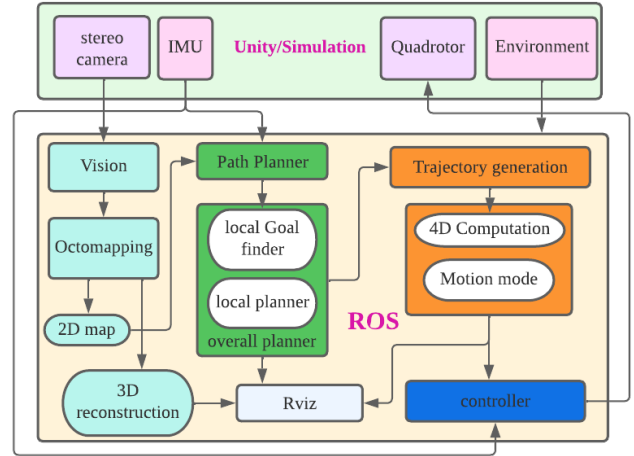 stereo
camera
IMU
Unity/Simulation
Quadrotor
Environment
Vision
Path Planner
Trajectory generation
Octomapping
local Goal
finder
4D Computation
Motion mode
local planner
2D map
overall planner
ROS
3D
reconstruction
Rviz
controller